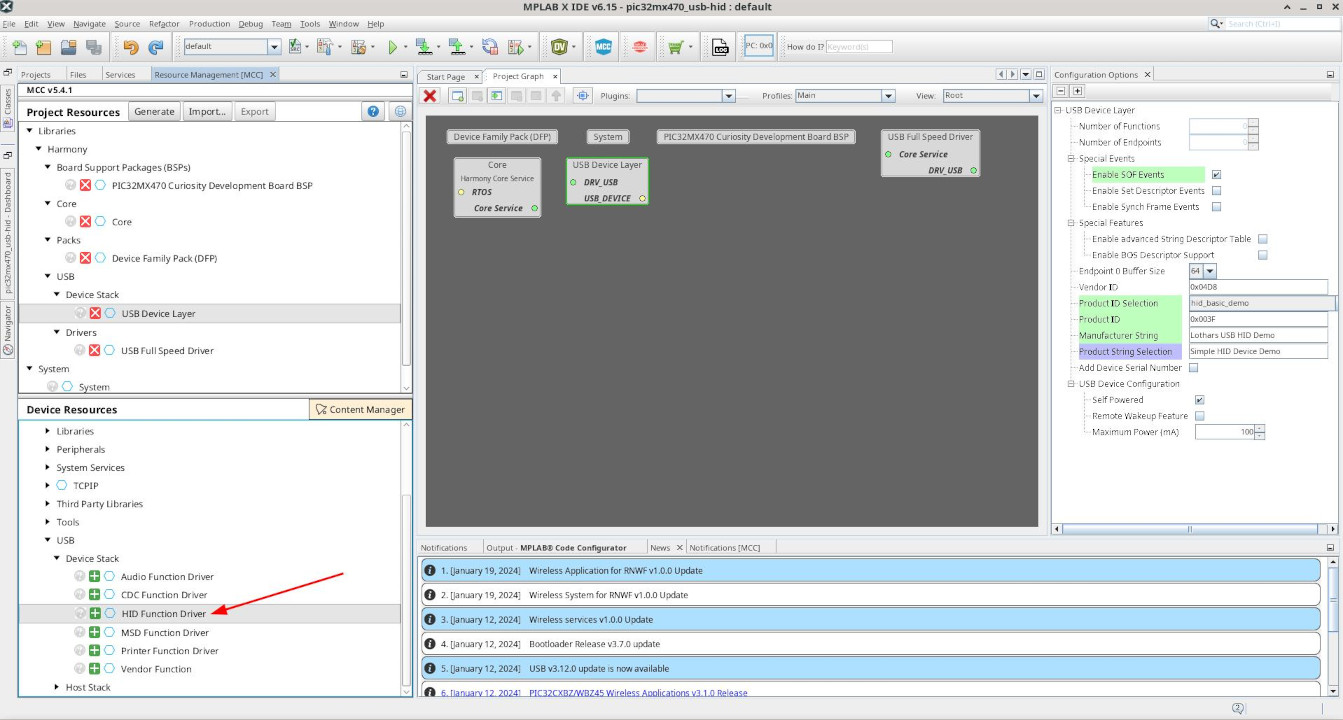 MPLAB X IDE v6.15 - pic32mx470_usb-hid : default
File Edit View Navigate Source Refactor Production Debug Team Tools Window Help
Search (Ctrl+I)
default
DV
MCC
LOG
PC: 0x0
How do I? Keyword(s)
Projects Files Services Resource Management [MCC]
MCC v5.4.1
Project Resources Generate Import... Export
Libraries
Harmony
Board Support Packages (BSPs)
PIC32MX470 Curiosity Development Board BSP
Core
Core
Packs
Device Family Pack (DFP)
USB
Device Stack
USB Device Layer
Drivers
USB Full Speed Driver
System
System
Classes
pic32mx470_usb-hid - Dashboard
Navigator
Device Resources Content Manager
Libraries
Peripherals
System Services
TCPIP
Third Party Libraries
Tools
USB
Device Stack
Audio Function Driver
CDC Function Driver
HID Function Driver
MSD Function Driver
Printer Function Driver
Vendor Function
Host Stack
Start Page Project Graph
Plugins: Profiles: Main View: Root
Device Family Pack (DFP) System PIC32MX470 Curiosity Development Board BSP USB Full Speed Driver
Core Service
DRV_USB
Core
Harmony Core Service
RTOS
Core Service
USB Device Layer
DRV_USB
USB_DEVICE
Configuration Options
USB Device Layer
Number of Functions 0
Number of Endpoints 0
Special Events
Enable SOF Events
Enable Set Descriptor Events
Enable Synch Frame Events
Special Features
Enable advanced String Descriptor Table
Enable BOS Descriptor Support
Endpoint 0 Buffer Size 64
Vendor ID 0x04D8
Product ID Selection hid_basic_demo
Product ID 0x003F
Manufacturer String Lothars USB HID Demo
Product String Selection Simple HID Device Demo
Add Device Serial Number
USB Device Configuration
Self Powered
Remote Wakeup Feature
Maximum Power (mA) 100
Notifications Output - MPLAB® Code Configurator News Notifications [MCC]
1. [January 19, 2024] Wireless Application for RNWF v1.0.0 Update
2. [January 19, 2024] Wireless System for RNWF v1.0.0 Update
3. [January 12, 2024] Wireless services v1.0.0 Update
4. [January 12, 2024] Bootloader Release v3.7.0 update
5. [January 12, 2024] USB v3.12.0 update is now available
6. [January 12, 2024] PIC32CXBZ/WBZ45 Wireless Applications v3.1.0 Release
2